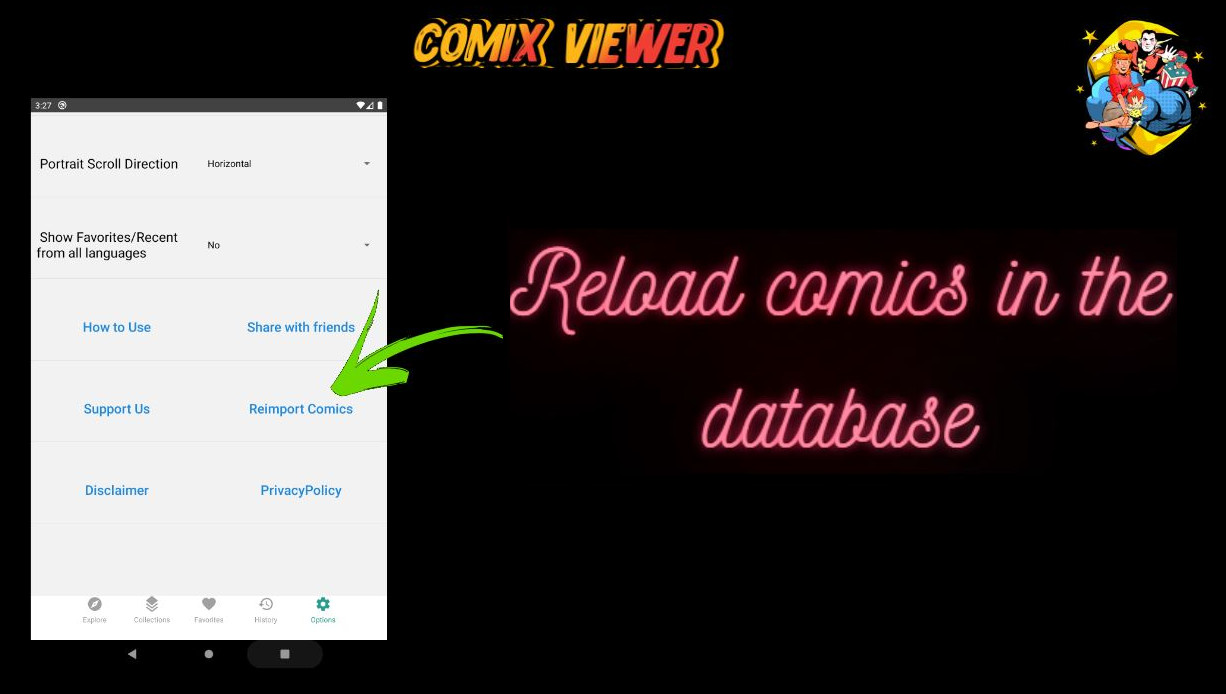 COMIX VIEWER
3:27
Portrait Scroll Direction
Horizontal
Show Favorites/Recent
from all languages
No
How to Use
Share with friends
Support Us
Reimport Comics
Disclaimer
PrivacyPolicy
Explore
Collections
Favorites
History
Options
Reload comics in the
database